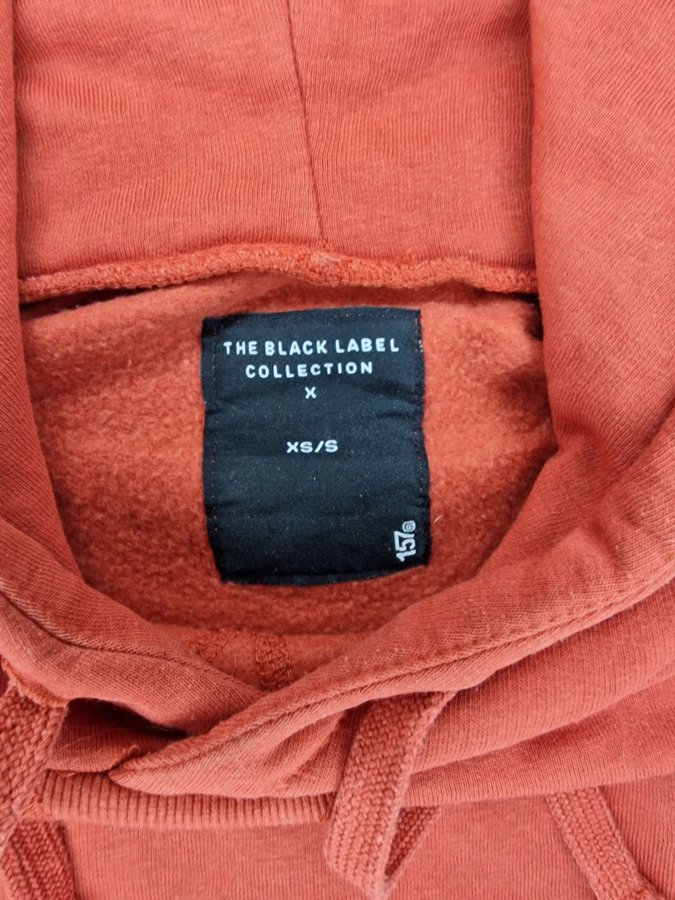 THE BLACK LABEL
COLLECTION
X
XS/S
157